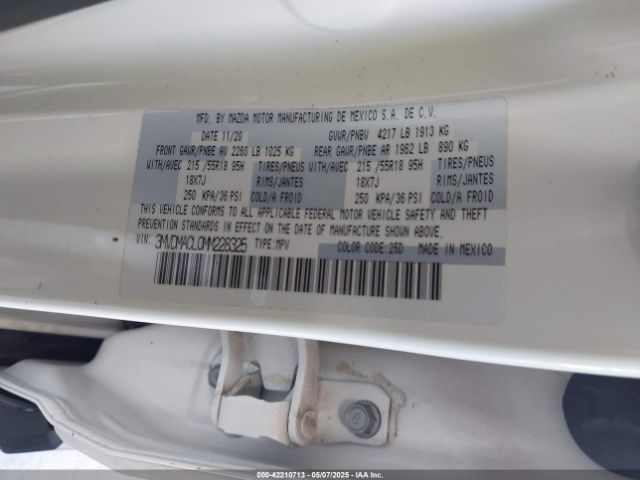 MFD. BY MAZDA MOTOR MANUFACTURING DE MEXICO S.A. DE C.V.
DATE 11/20 GVWR/PNBV 4217 LB 1913 KG
FRONT GAWR/PNBE AV 2260 LB 1025 KG REAR GAWR/PNBE AR 1962 LB 890 KG
WITH/AVEC 215 /55R18 95H TIRES/PNEUS WITH/AVEC 215 /55R18 95H TIRES/PNEUS
18X7J RIMS/JANTES 18X7J RIMS/JANTES
250 KPA/36 PSI COLD/A FROID 250 KPA/36 PSI COLD/A FROID
THIS VEHICLE CONFORMS TO ALL APPLICABLE FEDERAL MOTOR VEHICLE SAFETY AND THEFT
PREVENTION STANDARDS IN EFFECT ON THE DATE OF MANUFACTURE SHOWN ABOVE.
3MVDMACL0MM228325 TYPE: MPV COLOR CODE:25D MADE IN MEXICO
000-42210713 - 05/07/2025 - IAAI.COM